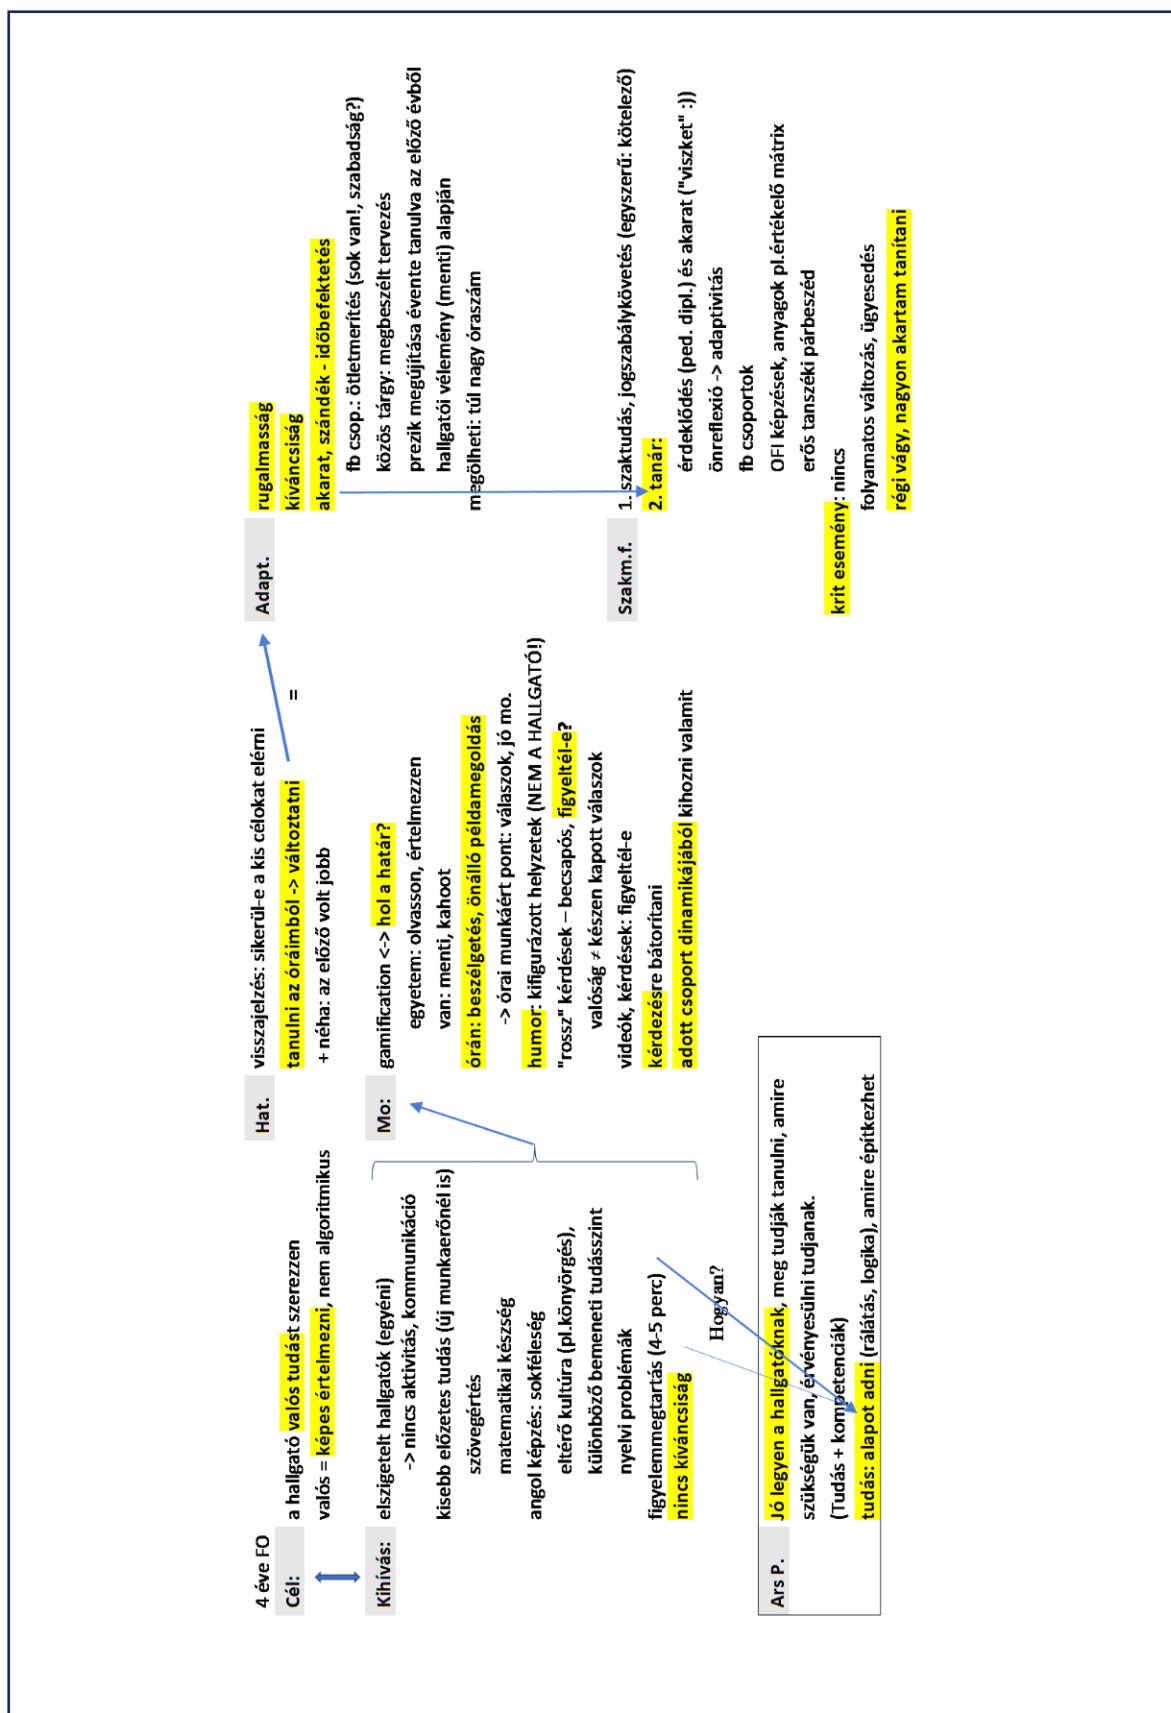 4 éve FO
Cél:
a hallgató valós tudást szerezzen
valós = képes értelmezni, nem algoritmikus
Kihívás:
elszigetelt hallgatók (egyéni)
-> nincs aktivitás, kommunikáció
kisebb előzetes tudás (új munkaerőnél is)
szövegértés
matematikai készség
angol képzés: sokféleség
eltérő kultúra (pl.könyörgés),
különböző bemeneti tudásszint
nyelvi problémák
figyelemmegtartás (4-5 perc)
nincs kíváncsiság
Hogyan?
Ars P.
Jó legyen a hallgatóknak, meg tudják tanulni, amire
szükségük van, érvényesülni tudjanak.
(Tudás + kompetenciák)
tudás: alapot adni (rálátás, logika), amire építkezhet
Hat.
visszajelzés: sikerül-e a kis célokat elérni
tanulni az óráimból -> változtatni
=
+ néha: az előző volt jobb
Mo:
gamification <-> hol a határ?
egyetem: olvasson, értelmezzen
van: menti, kahoot
órán: beszélgetés, önálló példamegoldás
-> órai munkáért pont: válaszok, jó mo.
humor: kifigurázott helyzetek (NEM A HALLGATÓ!)
"rossz" kérdések – becsapós, figyeltél-e?
valóság ≠ készen kapott válaszok
videók, kérdések: figyeltél-e
kérdezésre bátorítani
adott csoport dinamikájából kihozni valamit
Adapt.
rugalmasság
kíváncsiság
akarat, szándék - időbefektetés
fb csop.: ötletmerítés (sok van!, szabadság?)
közös tárgy: megbeszélt tervezés
prezik megújítása évente tanulva az előző évből
hallgatói vélemény (menti) alapján
megölheti: túl nagy óraszám
Szakm.f.
1. szaktudás, jogszabálykövetés (egyszerű: kötelező)
2. tanár:
érdeklődés (ped. dipl.) és akarat ("viszket" :))
önreflexió -> adaptivitás
fb csoportok
OFI képzések, anyagok pl.értékelő mátrix
erős tanszéki párbeszéd
krit esemény: nincs
folyamatos változás, ügyesedés
régi vágy, nagyon akartam tanítani